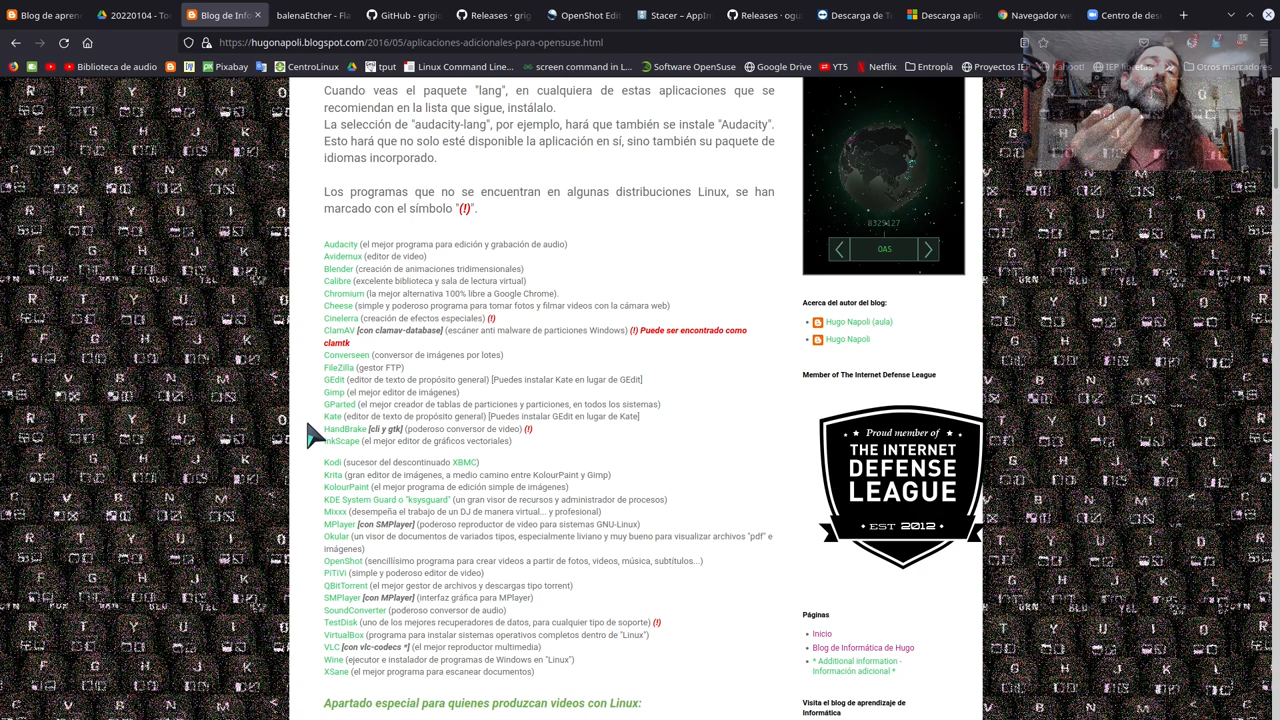 20220104 - Tor
Dispositivos de Infor
https://hugonapoli.blogspot.com/2016/05/aplicaciones-adicionales-para-opensuse.html
Biblioteca de audio
Pixabay
CentroLinux
tput
Linux Command Line...
screen command in L...
Software OpenSuse
Google Drive
YT5
Netflix
Entropía
Proyectos IE
Kahoot!
IEP libretas
Otros marcadores
Cuando veas el paquete "lang", en cualquiera de estas aplicaciones que se
recomiendan en la lista que sigue, instálalo.
La selección de "audacity-lang", por ejemplo, hará que también se instale "Audacity".
Esto hará que no solo esté disponible la aplicación en sí, sino también su paquete de
idiomas incorporado.
Los programas que no se encuentran en algunas distribuciones Linux, se han
marcado con el símbolo "(!)".
Audacity (el mejor programa para edición y grabación de audio)
Avidemux (editor de video)
Blender (creación de animaciones tridimensionales)
Calibre (excelente biblioteca y sala de lectura virtual)
Chromium (la mejor alternativa 100% libre a Google Chrome).
Cheese (simple y poderoso programa para tomar fotos y filmar videos con la cámara web)
Cinelerra (creación de efectos especiales) (!)
ClamAV [con clamav-database] (escáner anti malware de particiones Windows) (!) Puede ser encontrado como
clamtk
Converseen (conversor de imágenes por lotes)
FileZilla (gestor FTP)
GEdit (editor de texto de propósito general) [Puedes instalar Kate en lugar de GEdit]
Gimp (el mejor editor de imágenes)
GParted (el mejor creador de tablas de particiones y particiones, en todos los sistemas)
Kate (editor de texto de propósito general) [Puedes instalar GEdit en lugar de Kate]
HandBrake [cli y gtk] (poderoso conversor de video) (!)
InkScape (el mejor editor de gráficos vectoriales)
Kodi (sucesor del descontinuado XBMC)
Krita (gran editor de imágenes, a medio camino entre KolourPaint y Gimp)
KolourPaint (el mejor programa de edición simple de imágenes)
KDE System Guard o "ksysguard" (un gran visor de recursos y administrador de procesos)
Mixxx (desempeña el trabajo de un DJ de manera virtual... y profesional)
MPlayer [con SMPlayer] (poderoso reproductor de video para sistemas GNU-Linux)
Okular (un visor de documentos de variados tipos, especialmente liviano y muy bueno para visualizar archivos "pdf" e
imágenes)
OpenShot (sencillísimo programa para crear videos a partir de fotos, videos, música, subtítulos...)
PiTiVi (simple y poderoso editor de video)
QBitTorrent (el mejor gestor de archivos y descargas tipo torrent)
SMPlayer [con MPlayer] (interfaz gráfica para MPlayer)
SoundConverter (poderoso conversor de audio)
TestDisk (uno de los mejores recuperadores de datos, para cualquier tipo de soporte) (!)
VirtualBox (programa para instalar sistemas operativos completos dentro de "Linux")
VLC [con vlc-codecs *] (el mejor reproductor multimedia)
Wine (ejecutor e instalador de programas de Windows en "Linux")
XSane (el mejor programa para escanear documentos)
Apartado especial para quienes produzcan videos con Linux:
8329127
OAS
Acerca del autor del blog:
Hugo Napoli (aula)
Hugo Napoli
Member of The Internet Defense League
Proud member of
THE INTERNET
DEFENSE
LEAGUE
EST 2012
Páginas
Inicio
Blog de Informática de Hugo
* Additional information -
Información adicional *
Visita el blog de aprendizaje de
Informática